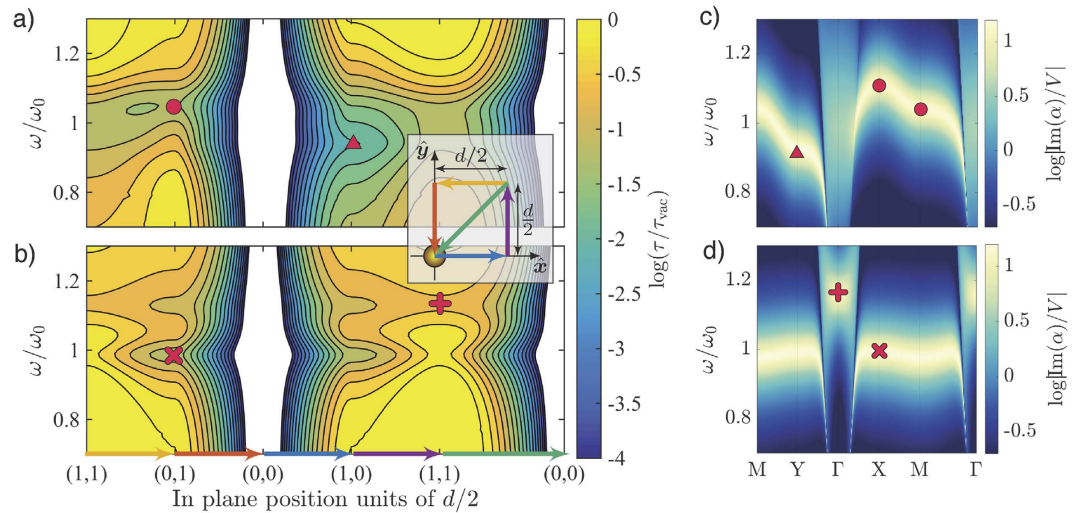 a)
1.2
1
0.8
ω/ω₀
b)
1.2
1
0.8
ω/ω₀
(1,1) (0,1) (0,0) (1,0) (1,1) (0,0)
In plane position units of d/2
ŷ
d/2
d/2
x̂
0
-0.5
-1
-1.5
-2
-2.5
-3
-3.5
-4
log(τ/τvac)
c)
1.2
1
0.8
ω/ω₀
1
0.5
0
-0.5
log|Im(α)/V|
d)
1.2
1
0.8
ω/ω₀
M Y Γ X M Γ
1
0.5
0
-0.5
log|Im(α)/V|